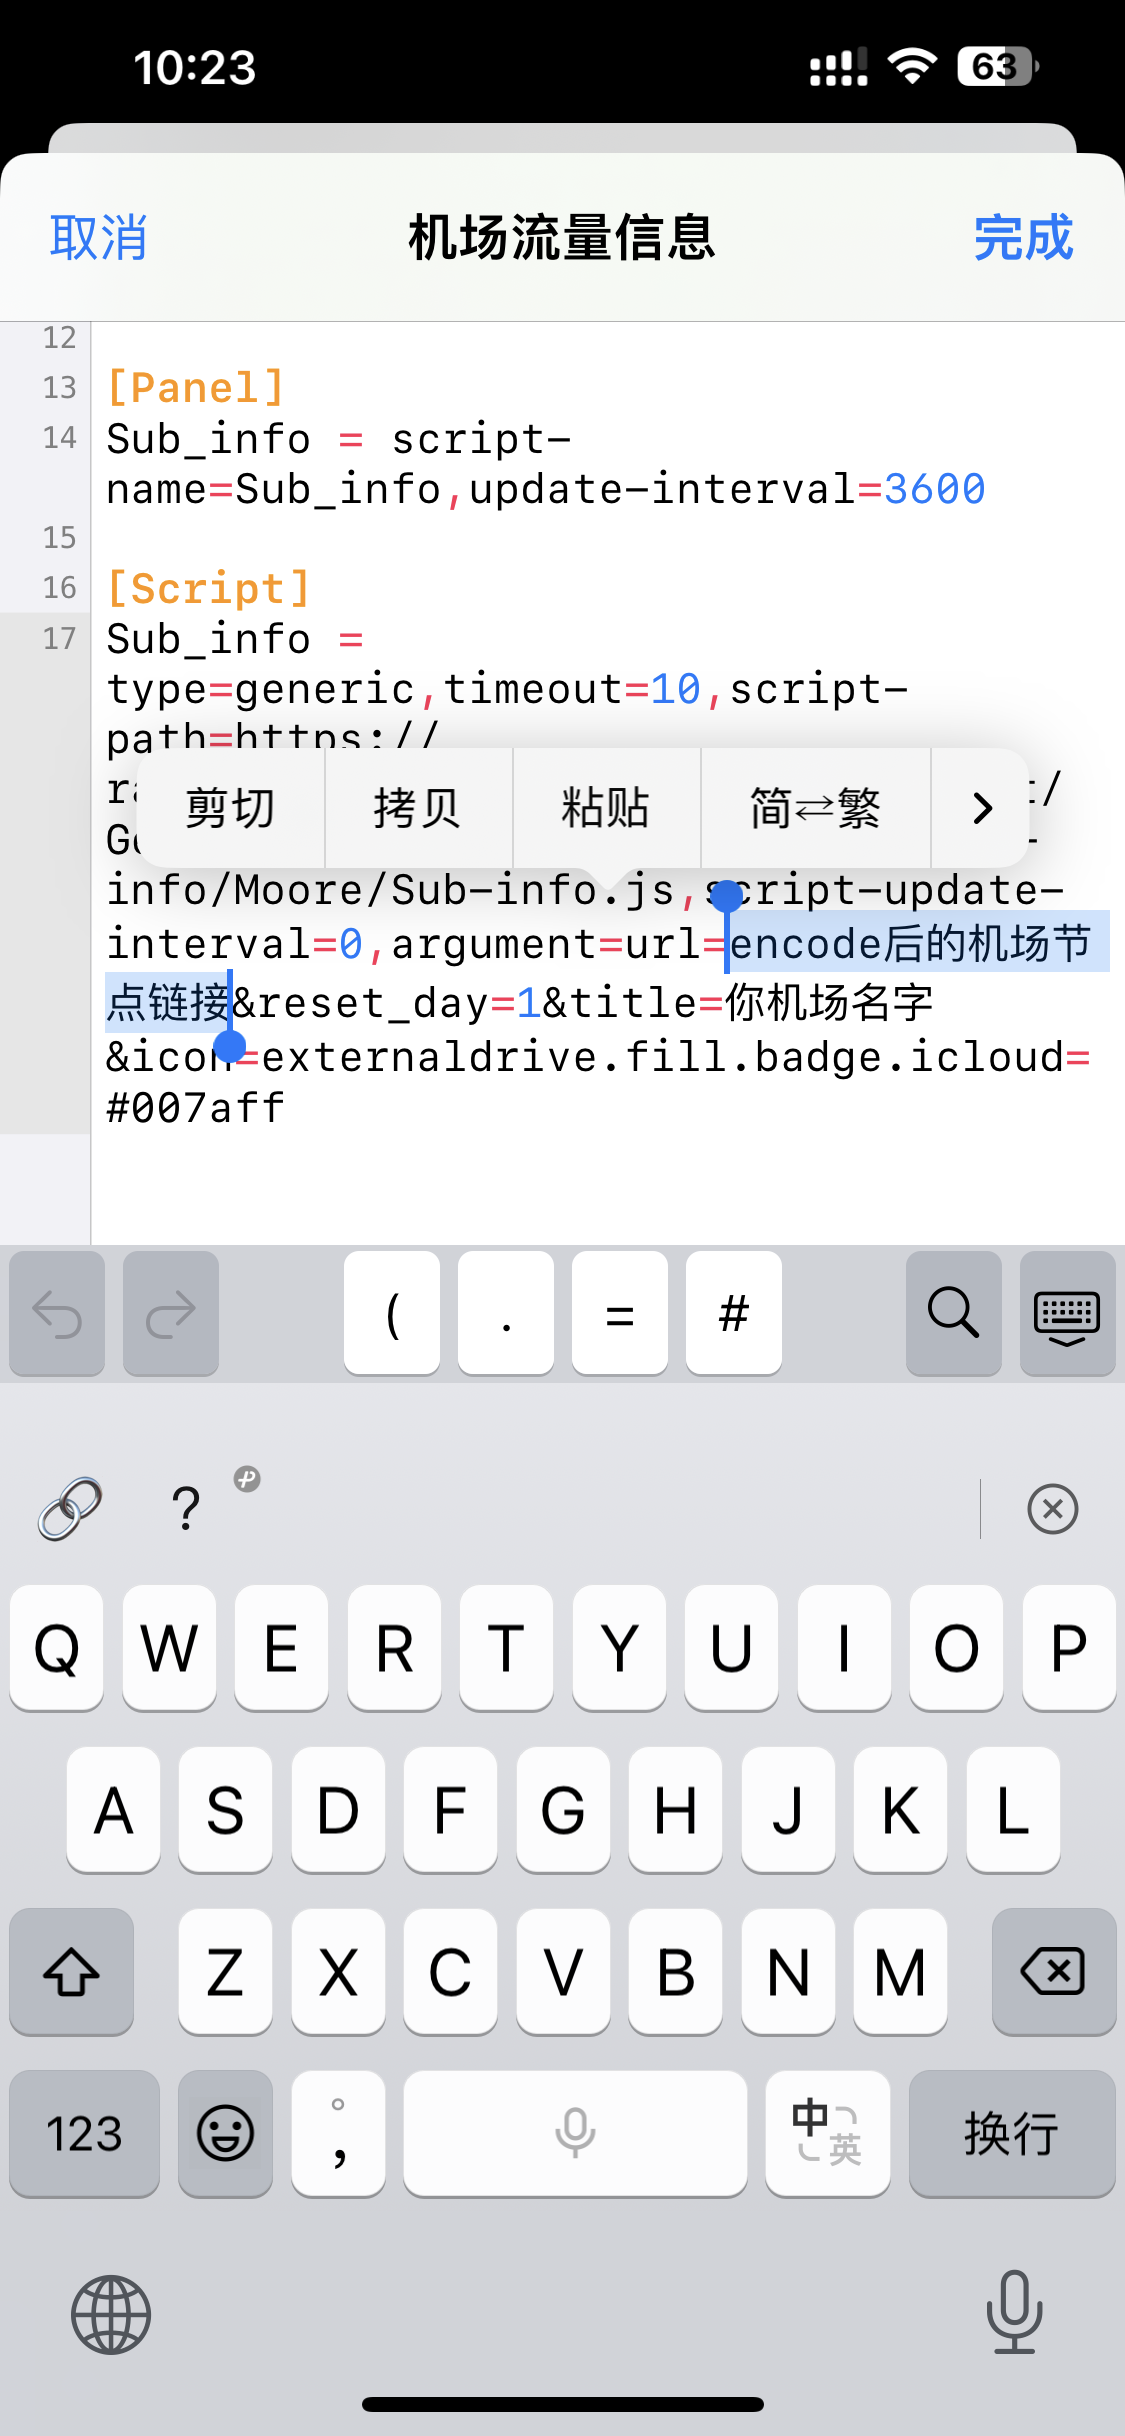 10:23
63
取消
机场流量信息
完成
12
13
[Panel]
14
Sub_info = script-
name=Sub_info,update-interval=3600
15
16
[Script]
17
Sub_info =
type=generic,timeout=10,script-
path=https://
剪切
拷贝
粘贴
简⇄繁
info/Moore/Sub-info.js,script-update-
interval=0,argument=url=encode后的机场节
点链接&reset_day=1&title=你机场名字
&icon=externaldrive.fill.badge.icloud=
#007aff
( . = #
?
Q W E R T Y U I O P
A S D F G H J K L
Z X C V B N M
123
。,
中英
换行